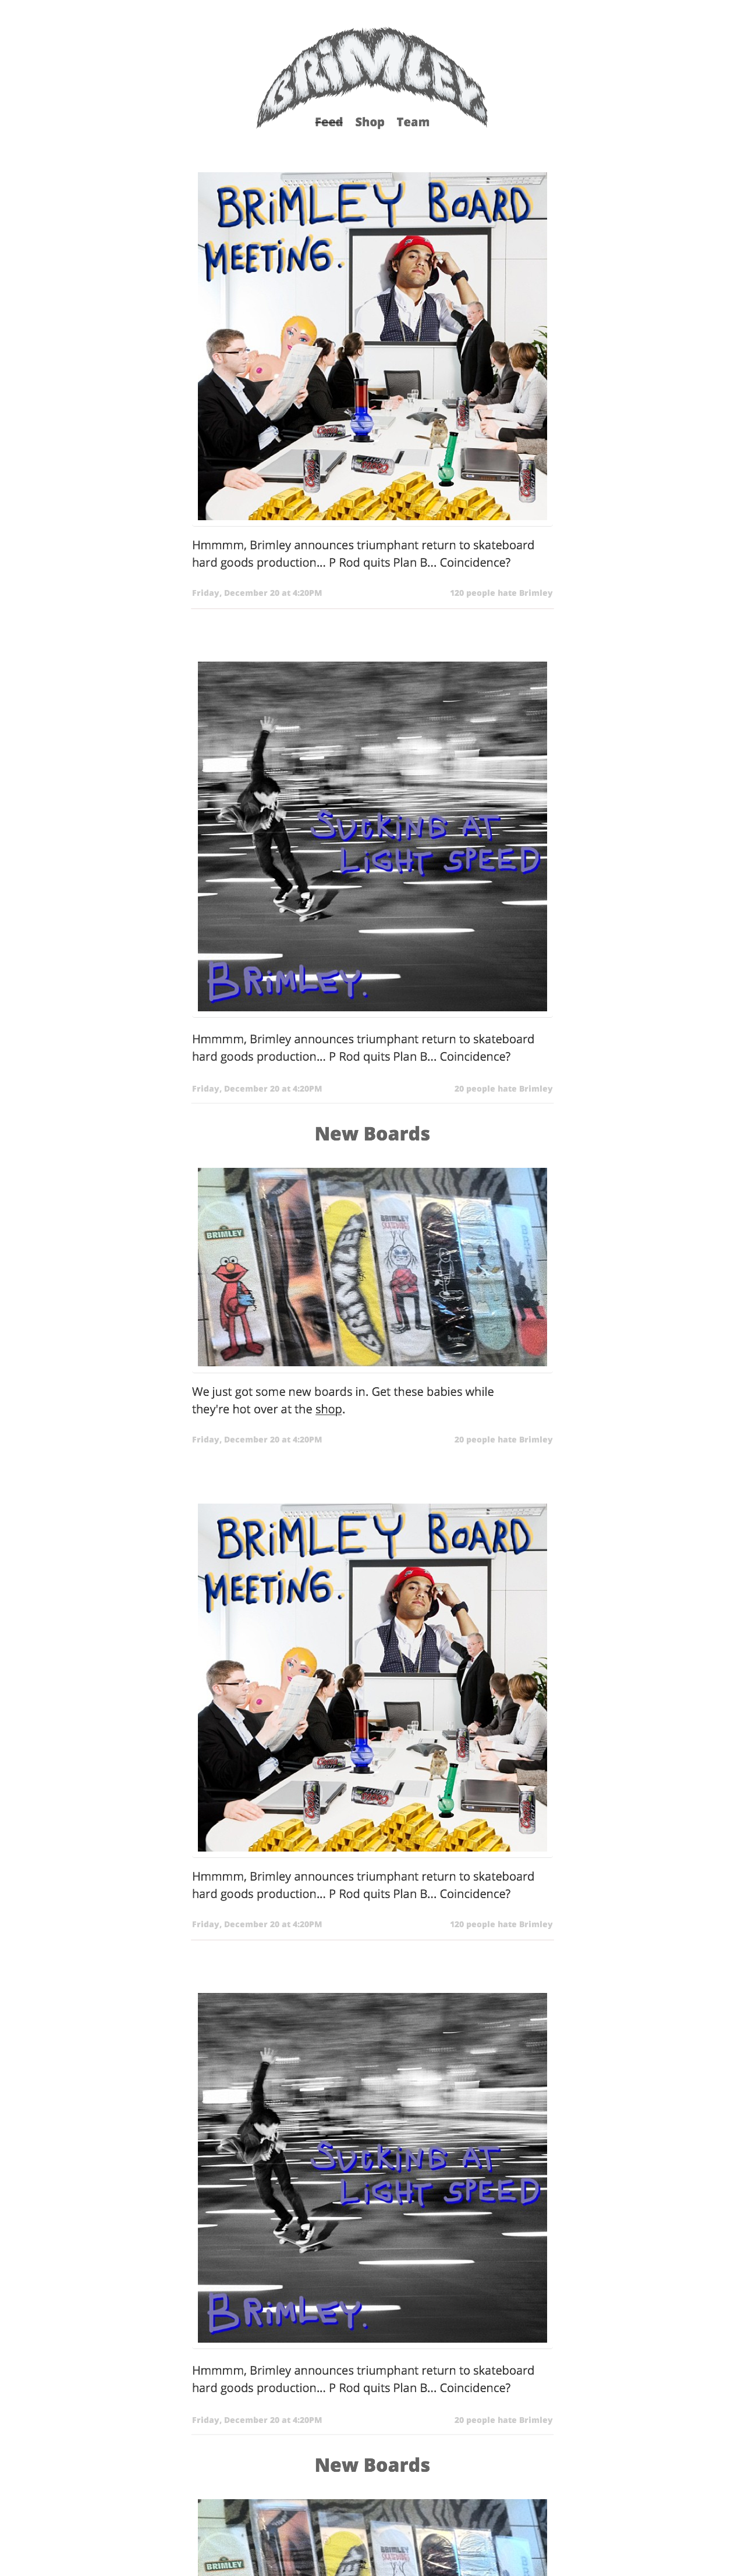 BRiMLEY
Feed Shop Team
BRiMLEY BOARD
MEETiNG.
Hmmmm, Brimley announces triumphant return to skateboard
hard goods production... P Rod quits Plan B... Coincidence?
Friday, December 20 at 4:20PM 120 people hate Brimley
SUCKiNG AT
LiGHT SPEED
BRiMLEY.
Hmmmm, Brimley announces triumphant return to skateboard
hard goods production... P Rod quits Plan B... Coincidence?
Friday, December 20 at 4:20PM 20 people hate Brimley
New Boards
BRIMLEY
BRIMLEY
BRIMLEY
We just got some new boards in. Get these babies while
they're hot over at the shop.
Friday, December 20 at 4:20PM 20 people hate Brimley
BRiMLEY BOARD
MEETiNG.
Hmmmm, Brimley announces triumphant return to skateboard
hard goods production... P Rod quits Plan B... Coincidence?
Friday, December 20 at 4:20PM 120 people hate Brimley
SUCKiNG AT
LiGHT SPEED
BRiMLEY.
Hmmmm, Brimley announces triumphant return to skateboard
hard goods production... P Rod quits Plan B... Coincidence?
Friday, December 20 at 4:20PM 20 people hate Brimley
New Boards
BRIMLEY
BRIMLEY